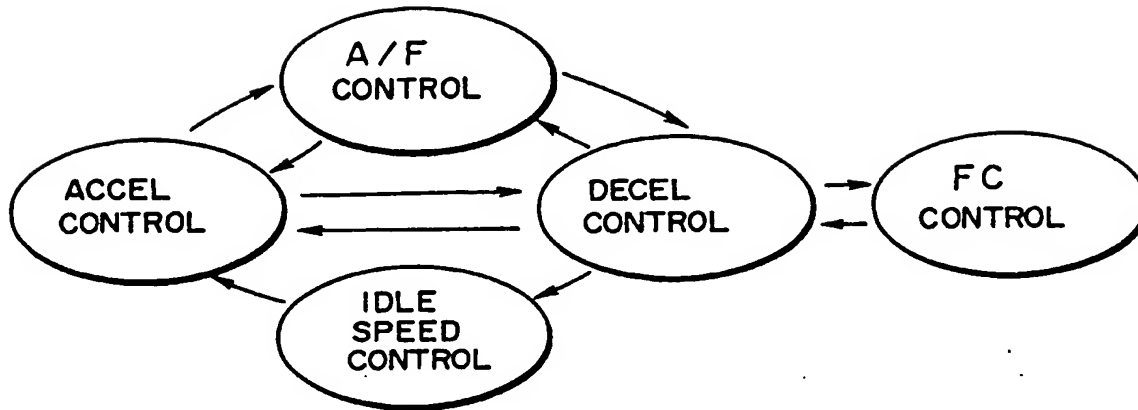 A/F
CONTROL
ACCEL
CONTROL
DECEL
CONTROL
FC
CONTROL
IDLE
SPEED
CONTROL